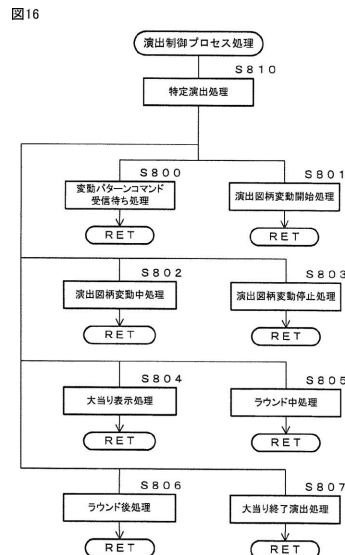 図16
演出制御プロセス処理
S810
特定演出処理
S800
変動パターンコマンド
受信待ち処理
RET
S801
演出図柄変動開始処理
RET
S802
演出図柄変動中処理
RET
S803
演出図柄変動停止処理
RET
S804
大当り表示処理
RET
S805
ラウンド中処理
RET
S806
ラウンド後処理
RET
S807
大当り終了演出処理
RET